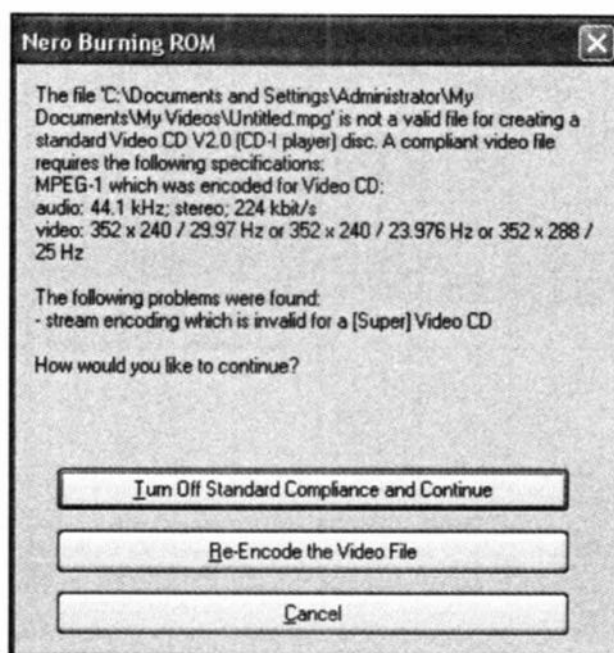 Nero Burning ROM
The file 'C:\Documents and Settings\Administrator\My
Documents\My Videos\Untitled.mpg' is not a valid file for creating a
standard Video CD V2.0 (CD-I player) disc. A compliant video file
requires the following specifications:
MPEG-1 which was encoded for Video CD:
audio: 44.1 kHz; stereo; 224 kbit/s
video: 352 x 240 / 29.97 Hz or 352 x 240 / 23.976 Hz or 352 x 288 /
25 Hz
The following problems were found:
- stream encoding which is invalid for a [Super] Video CD
How would you like to continue?
Turn Off Standard Compliance and Continue
Re-Encode the Video File
Cancel